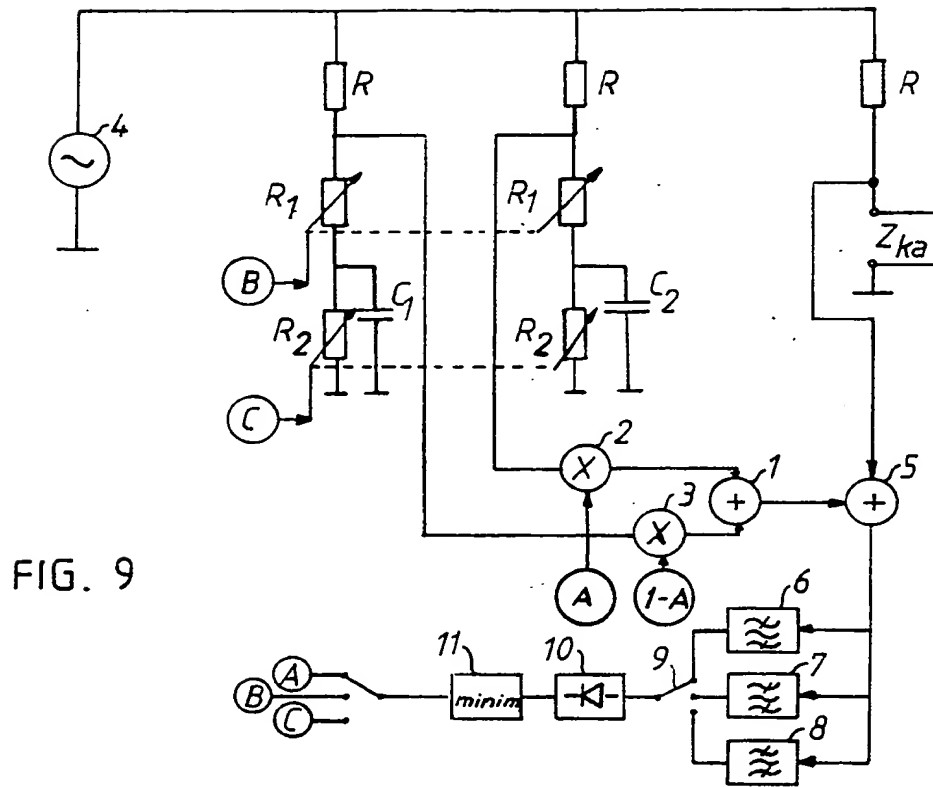 R R R
4
R1 R1
Zka
B
C1 C2
R2 R2
C
2
X
1
+
5
+
3
X
FIG. 9
A 1-A
6
11 10 9
A
minim
7
B
C
8